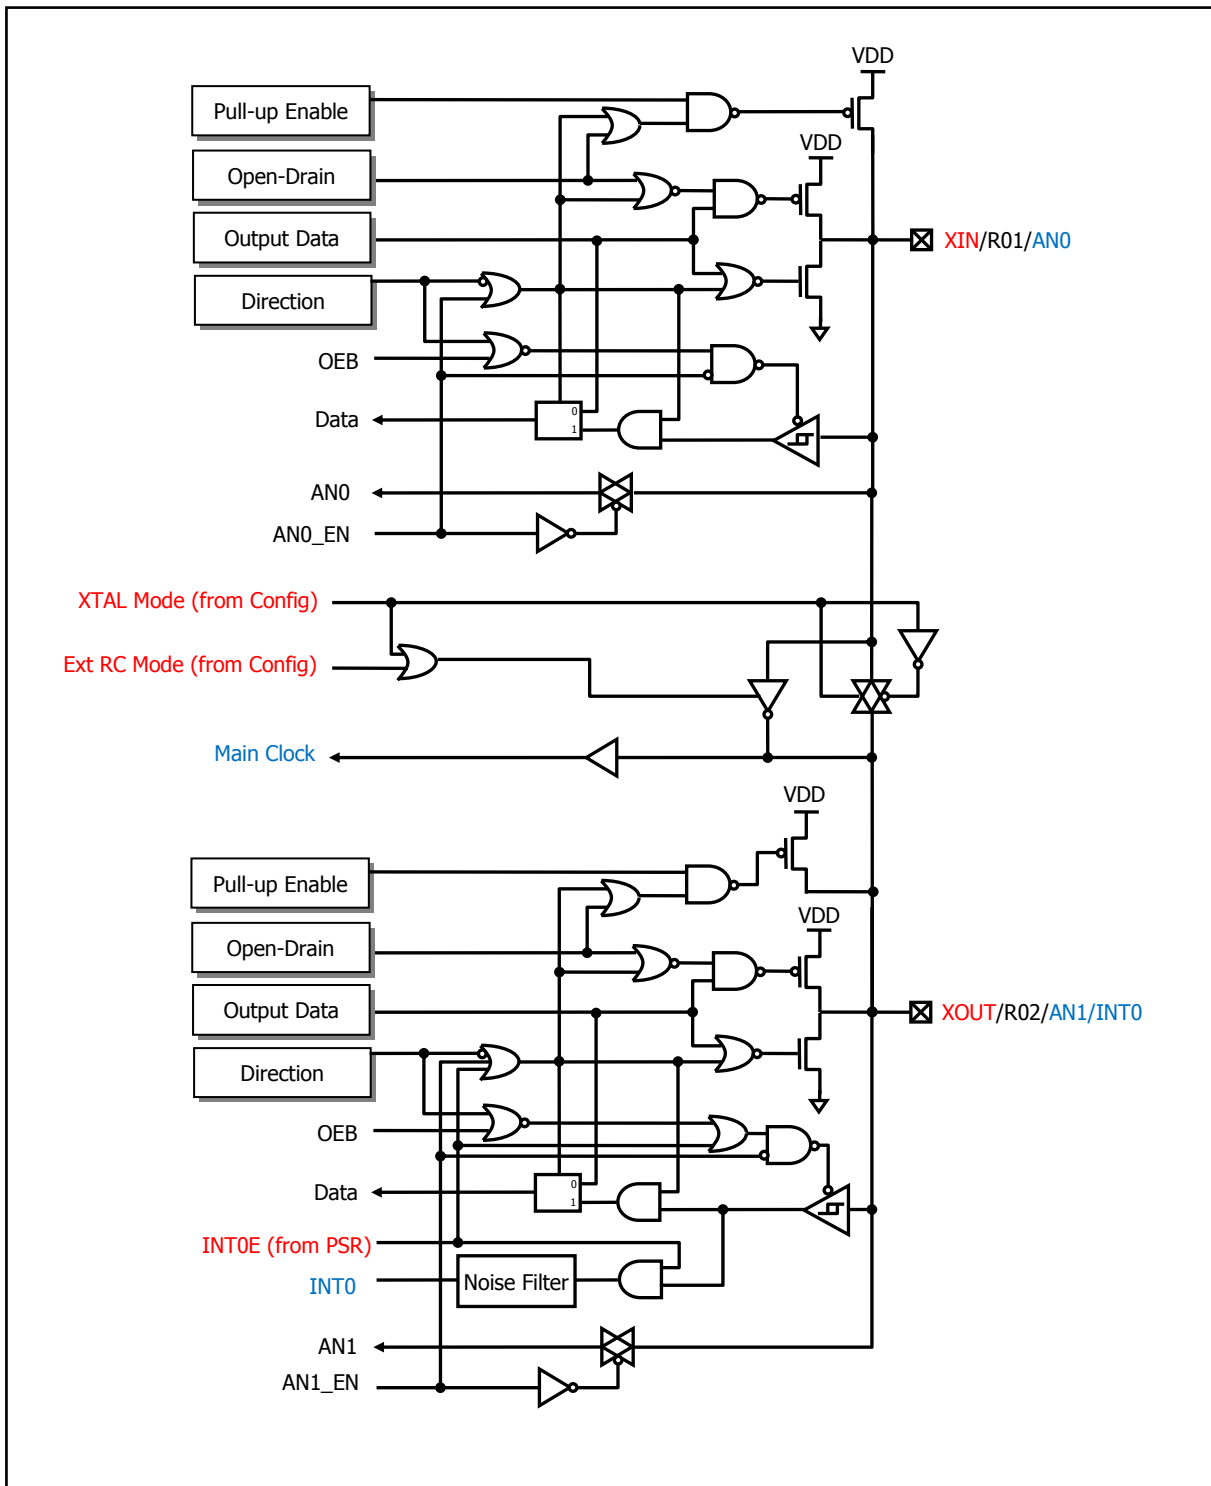 VDD
Pull-up Enable
VDD
Open-Drain
Output Data
XIN/R01/AN0
Direction
OEB
0
Data
1
AN0
AN0_EN
XTAL Mode (from Config)
Ext RC Mode (from Config)
Main Clock
VDD
Pull-up Enable
VDD
Open-Drain
Output Data
XOUT/R02/AN1/INT0
Direction
OEB
0
Data
1
INT0E (from PSR)
INT0
Noise Filter
AN1
AN1_EN